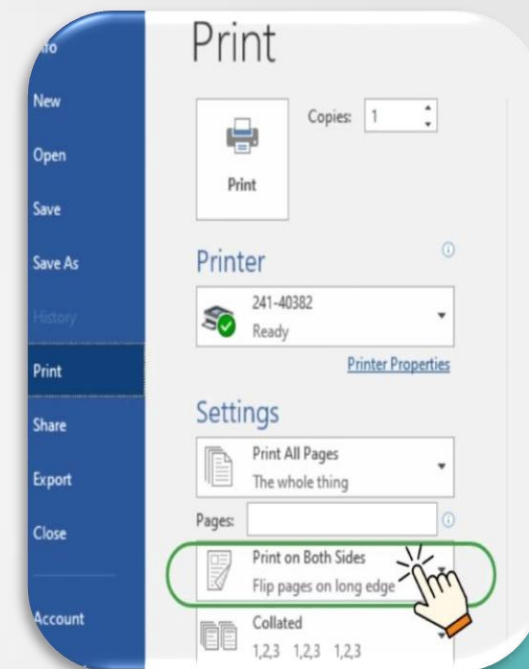 Info
New
Open
Save
Save As
History
Print
Share
Export
Close
Account
Print
Copies: 1
Print
Printer
241-40382
Ready
Printer Properties
Settings
Print All Pages
The whole thing
Pages:
Print on Both Sides
Flip pages on long edge
Collated
1,2,3 1,2,3 1,2,3